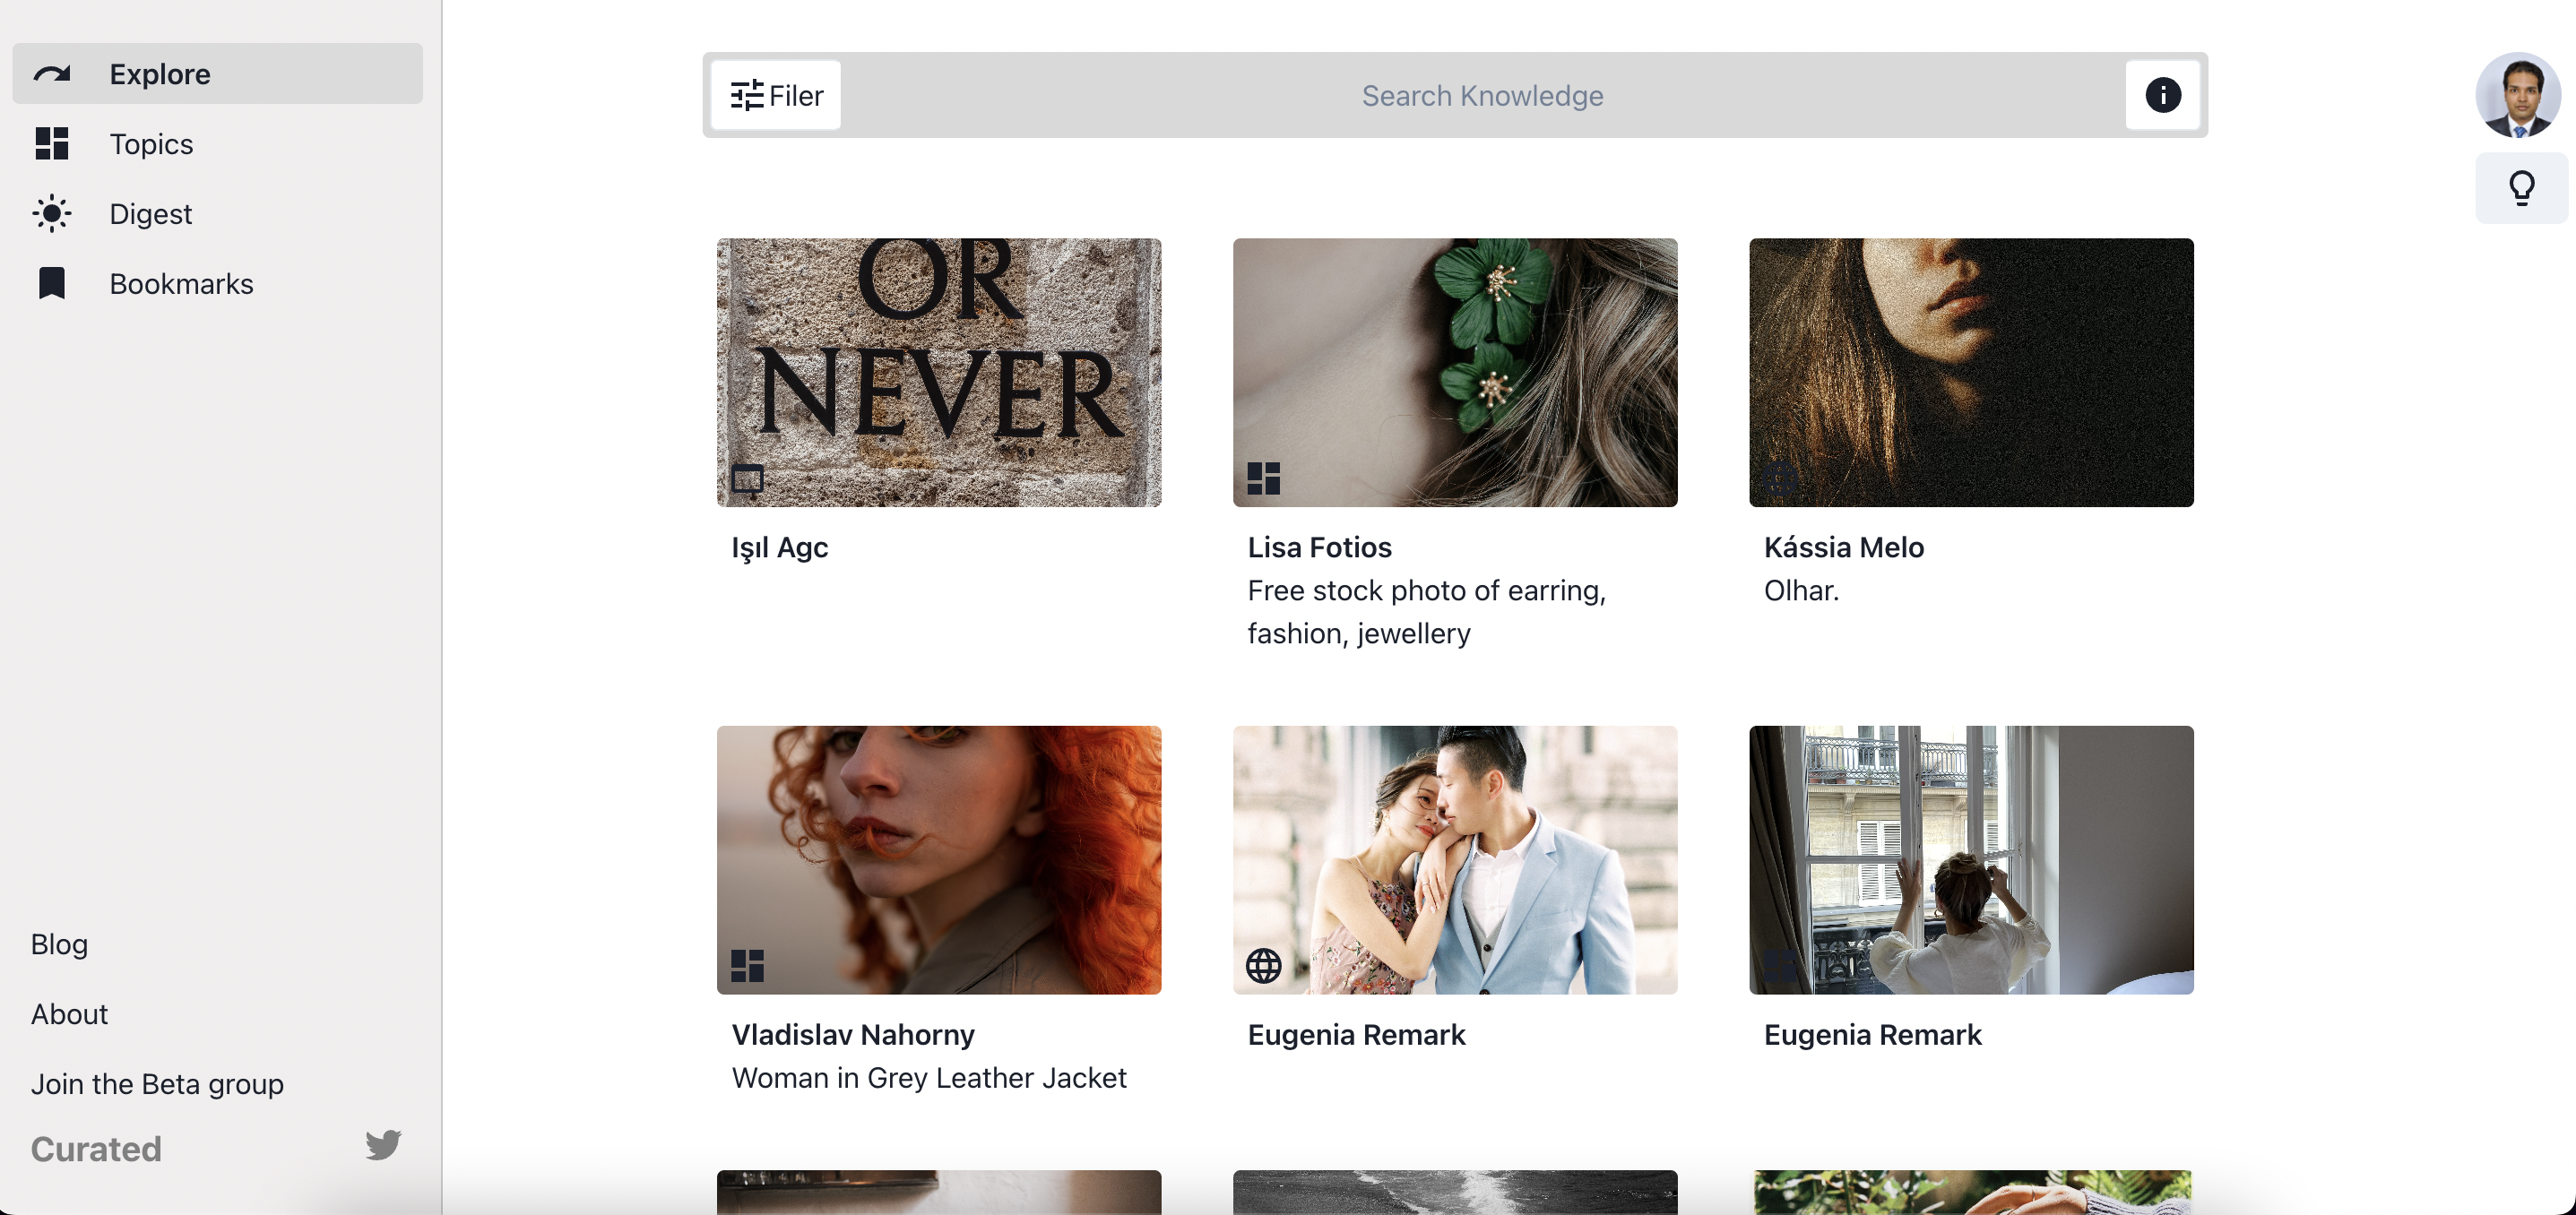 Explore
Topics
Digest
Bookmarks
Blog
About
Join the Beta group
Curated
Filer
Search Knowledge
OR
NEVER
Işıl Agc
Lisa Fotios
Free stock photo of earring,
fashion, jewellery
Kássia Melo
Olhar.
Vladislav Nahorny
Woman in Grey Leather Jacket
Eugenia Remark
Eugenia Remark